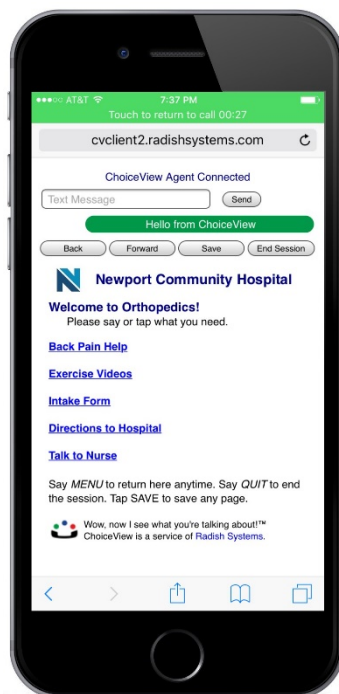 AT&T 7:37 PM
Touch to return to call 00:27
cvclient2.radishsystems.com
ChoiceView Agent Connected
Text Message Send
Hello from ChoiceView
Back Forward Save End Session
Newport Community Hospital
Welcome to Orthopedics!
Please say or tap what you need.
Back Pain Help
Exercise Videos
Intake Form
Directions to Hospital
Talk to Nurse
Say MENU to return here anytime. Say QUIT to end
the session. Tap SAVE to save any page.
Wow, now I see what you're talking about!™
ChoiceView is a service of Radish Systems.